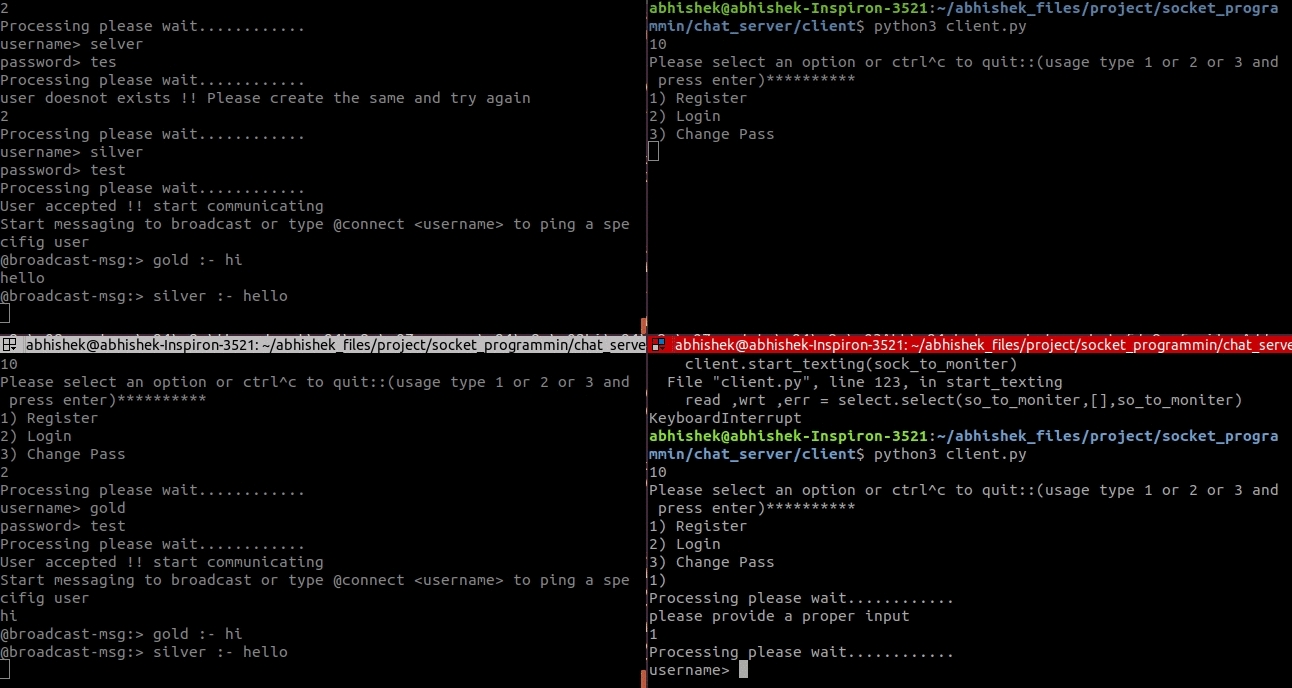 2
Processing please wait............
username> selver
password> tes
Processing please wait............
user doesnot exists !! Please create the same and try again
2
Processing please wait............
username> silver
password> test
Processing please wait............
User accepted !! start communicating
Start messaging to broadcast or type @connect <username> to ping a spe
cifig user
@broadcast-msg:> gold :- hi
hello
@broadcast-msg:> silver :- hello
abhishek@abhishek-Inspiron-3521:~/abhishek_files/project/socket_progra
mmin/chat_server/client$ python3 client.py
10
Please select an option or ctrl^c to quit::(usage type 1 or 2 or 3 and
 press enter)**********
1) Register
2) Login
3) Change Pass
abhishek@abhishek-Inspiron-3521: ~/abhishek_files/project/socket_programmin/chat_serve
10
Please select an option or ctrl^c to quit::(usage type 1 or 2 or 3 and
 press enter)**********
1) Register
2) Login
3) Change Pass
2
Processing please wait............
username> gold
password> test
Processing please wait............
User accepted !! start communicating
Start messaging to broadcast or type @connect <username> to ping a spe
cifig user
hi
@broadcast-msg:> gold :- hi
@broadcast-msg:> silver :- hello
abhishek@abhishek-Inspiron-3521: ~/abhishek_files/project/socket_programmin/chat_serve
    client.start_texting(sock_to_moniter)
  File "client.py", line 123, in start_texting
    read ,wrt ,err = select.select(so_to_moniter,[],so_to_moniter)
KeyboardInterrupt
abhishek@abhishek-Inspiron-3521:~/abhishek_files/project/socket_progra
mmin/chat_server/client$ python3 client.py
10
Please select an option or ctrl^c to quit::(usage type 1 or 2 or 3 and
 press enter)**********
1) Register
2) Login
3) Change Pass
1)
Processing please wait............
please provide a proper input
1
Processing please wait............
username>